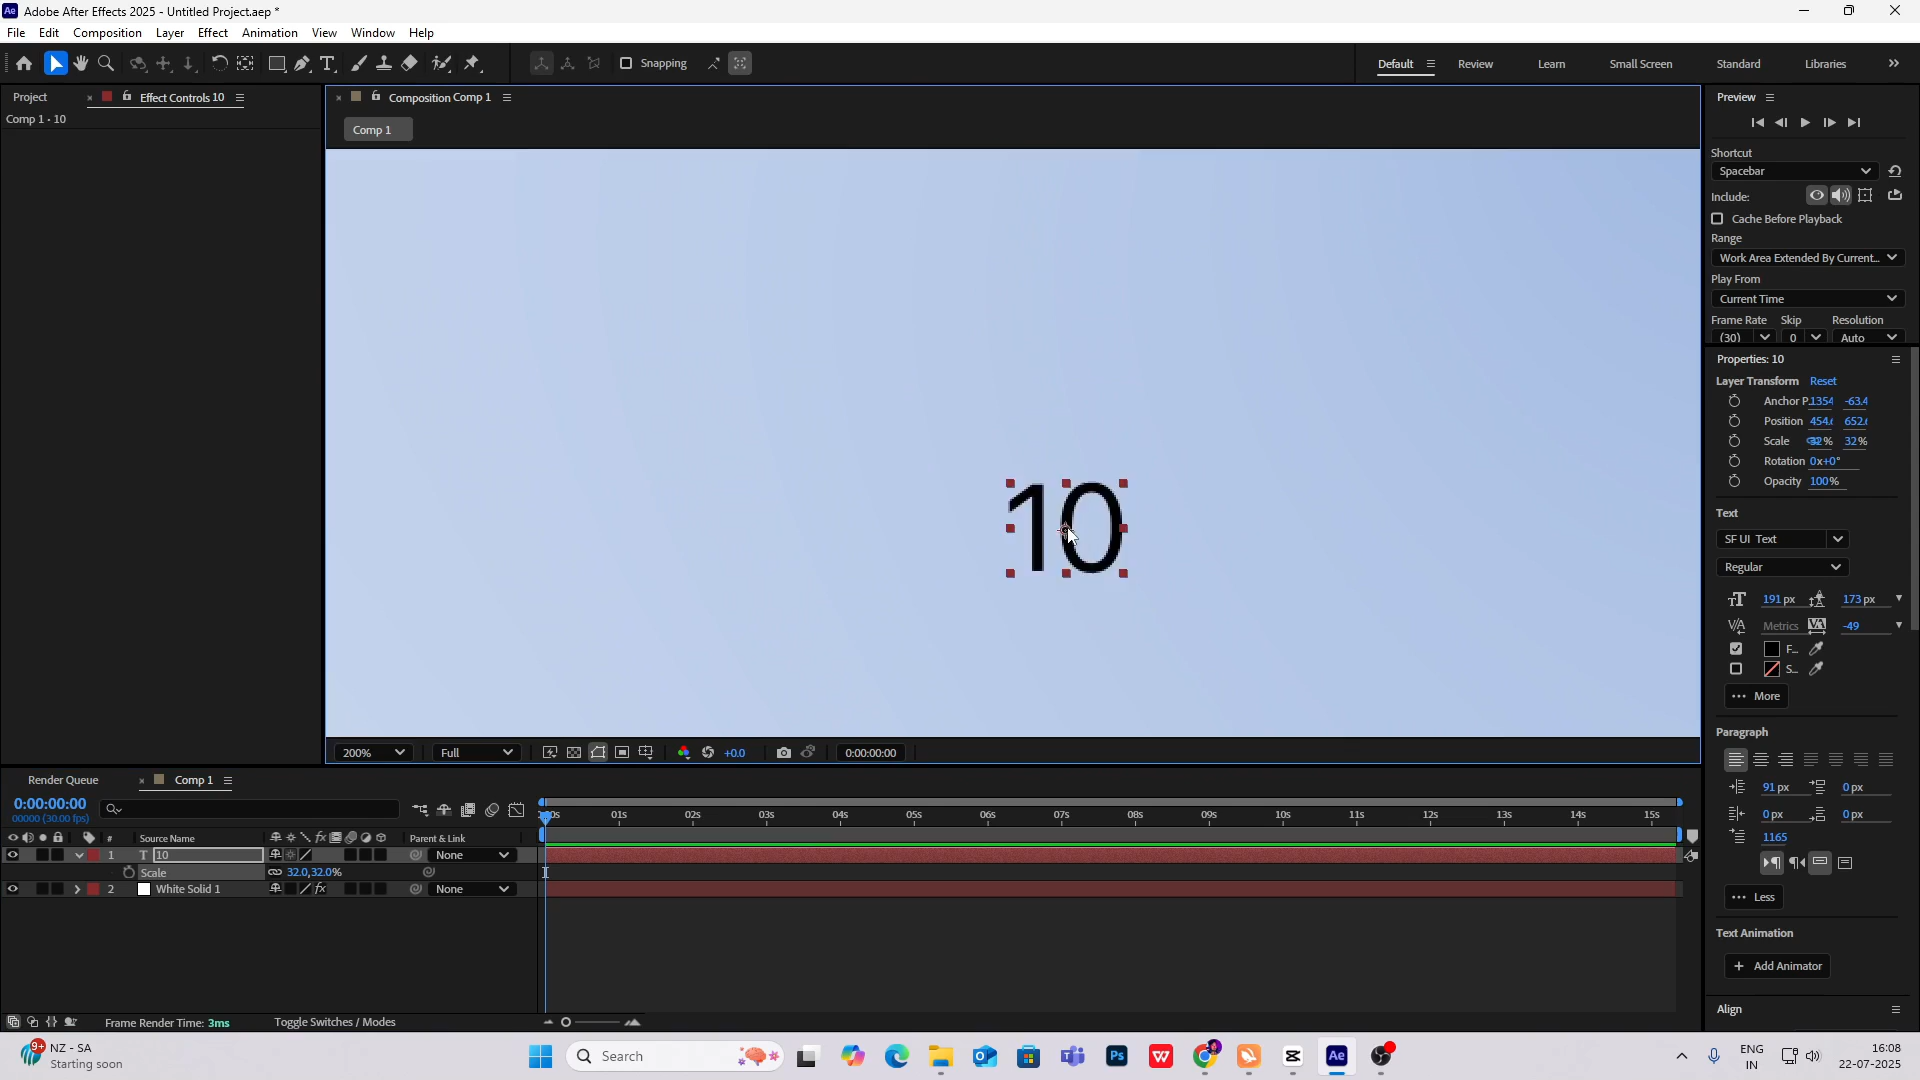 Adobe After Effects 2025 - Untitled Project.aep *
File Edit Composition Layer Effect Animation View Window Help
Snapping
Default Review Learn Small Screen Standard Libraries
Project Effect Controls 10
Composition Comp 1
Preview
Comp 1 • 10
Comp 1
Shortcut
Spacebar
Include:
Cache Before Playback
Range
Work Area Extended By Current...
Play From
Current Time
Frame Rate Skip Resolution
(30) 0 Auto
Properties: 10
Layer Transform Reset
Anchor P. 1354 -63.4
Position 454. 652.
Scale 32% 32%
Rotation 0x+0°
Opacity 100%
10
Text
SF UI Text
Regular
191 px 173 px
Metrics -49
F...
S...
More
Paragraph
91 px 0 px
0 px 0 px
1165
Less
Text Animation
Add Animator
Align
200% Full +0.0 0:00:00:00
Render Queue Comp 1
0:00:00:00
00000 (30.00 fps)
# Source Name Parent & Link
1 T 10 None
Scale 32.0,32.0%
2 White Solid 1 None
0s 01s 02s 03s 04s 05s 06s 07s 08s 09s 10s 11s 12s 13s 14s 15s
Frame Render Time: 3ms Toggle Switches / Modes
9+ NZ - SA
Starting soon
Search
ENG
IN
16:08
22-07-2025